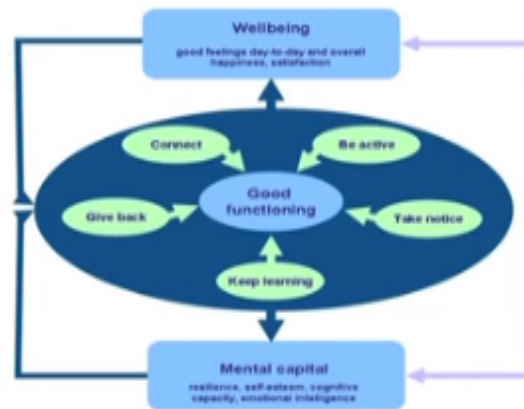 Wellbeing
good feelings day-to-day and overall
happiness, satisfaction
Connect
Be active
Good
functioning
Give back
Take notice
Keep learning
Mental capital
resilience, self-esteem, cognitive
capacity, emotional intelligence